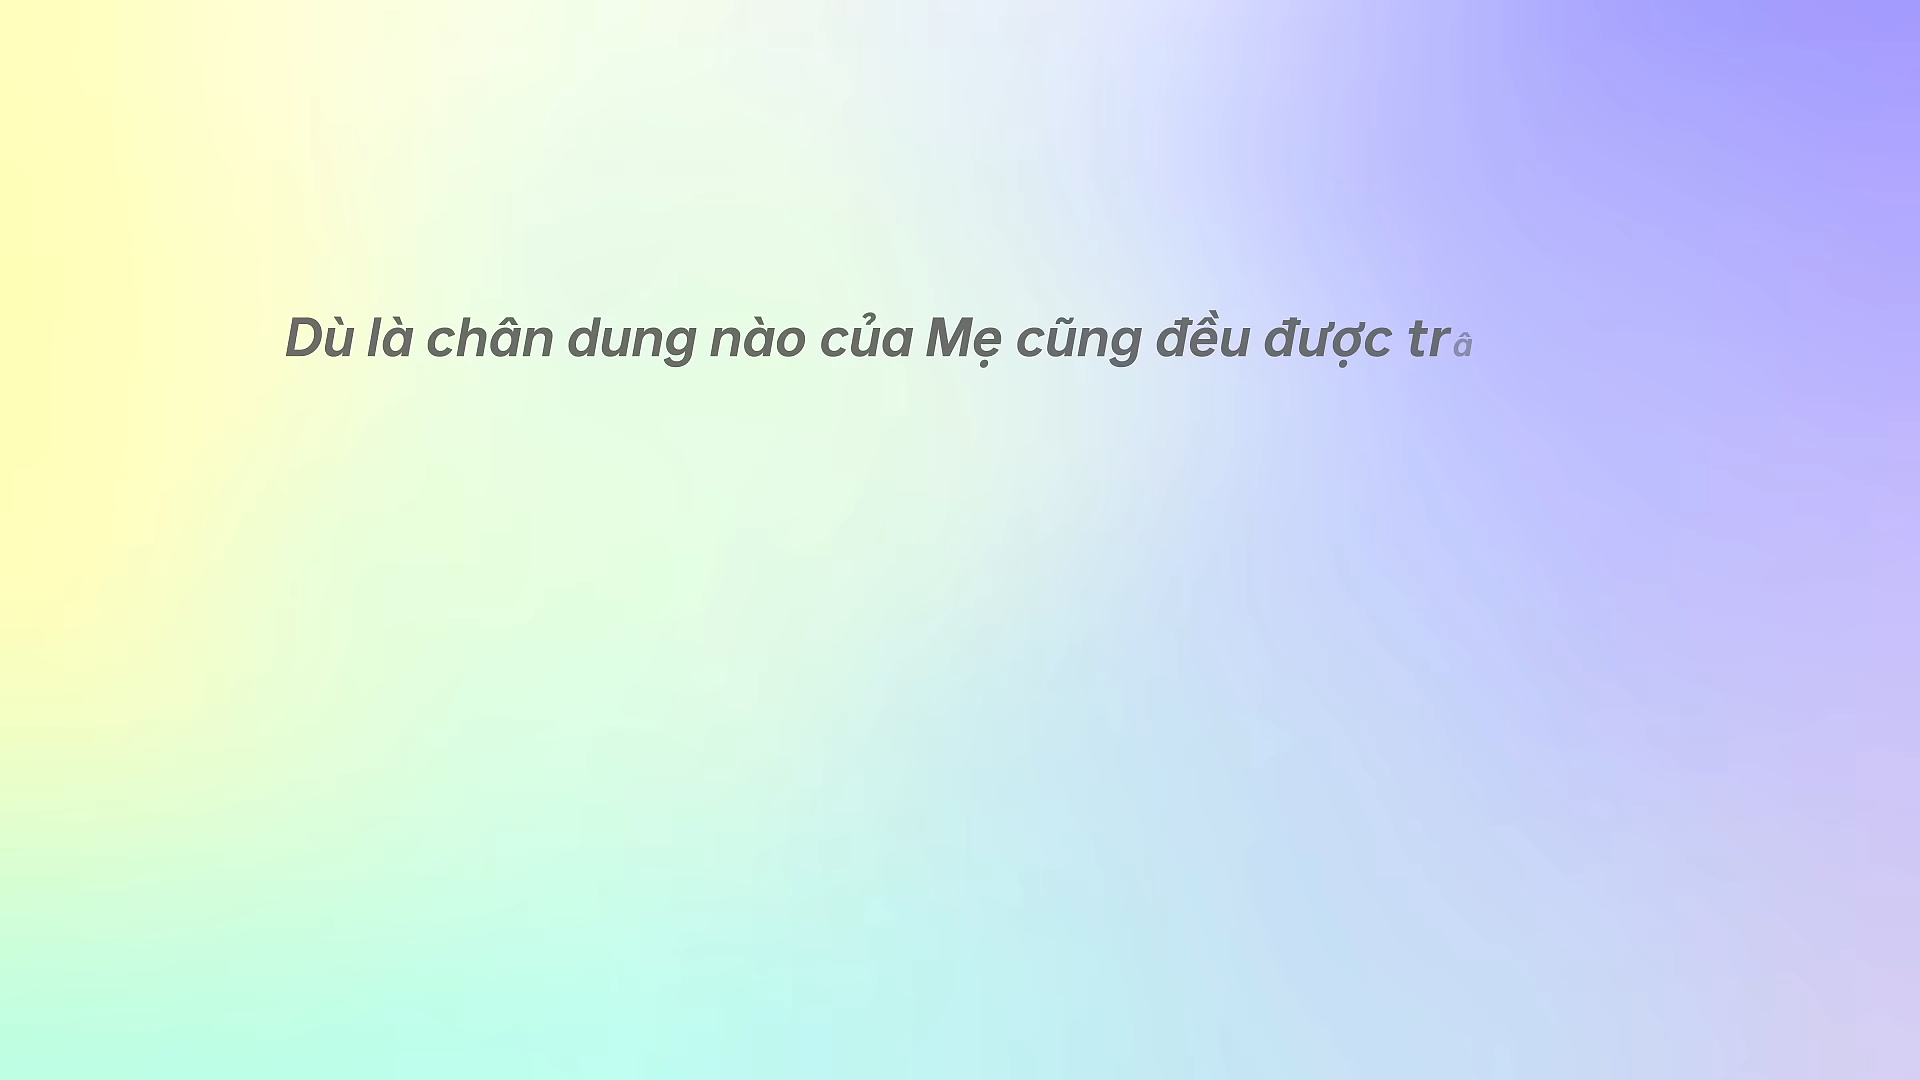 Dù là chân dung nào của Mẹ cũng đều được trâ